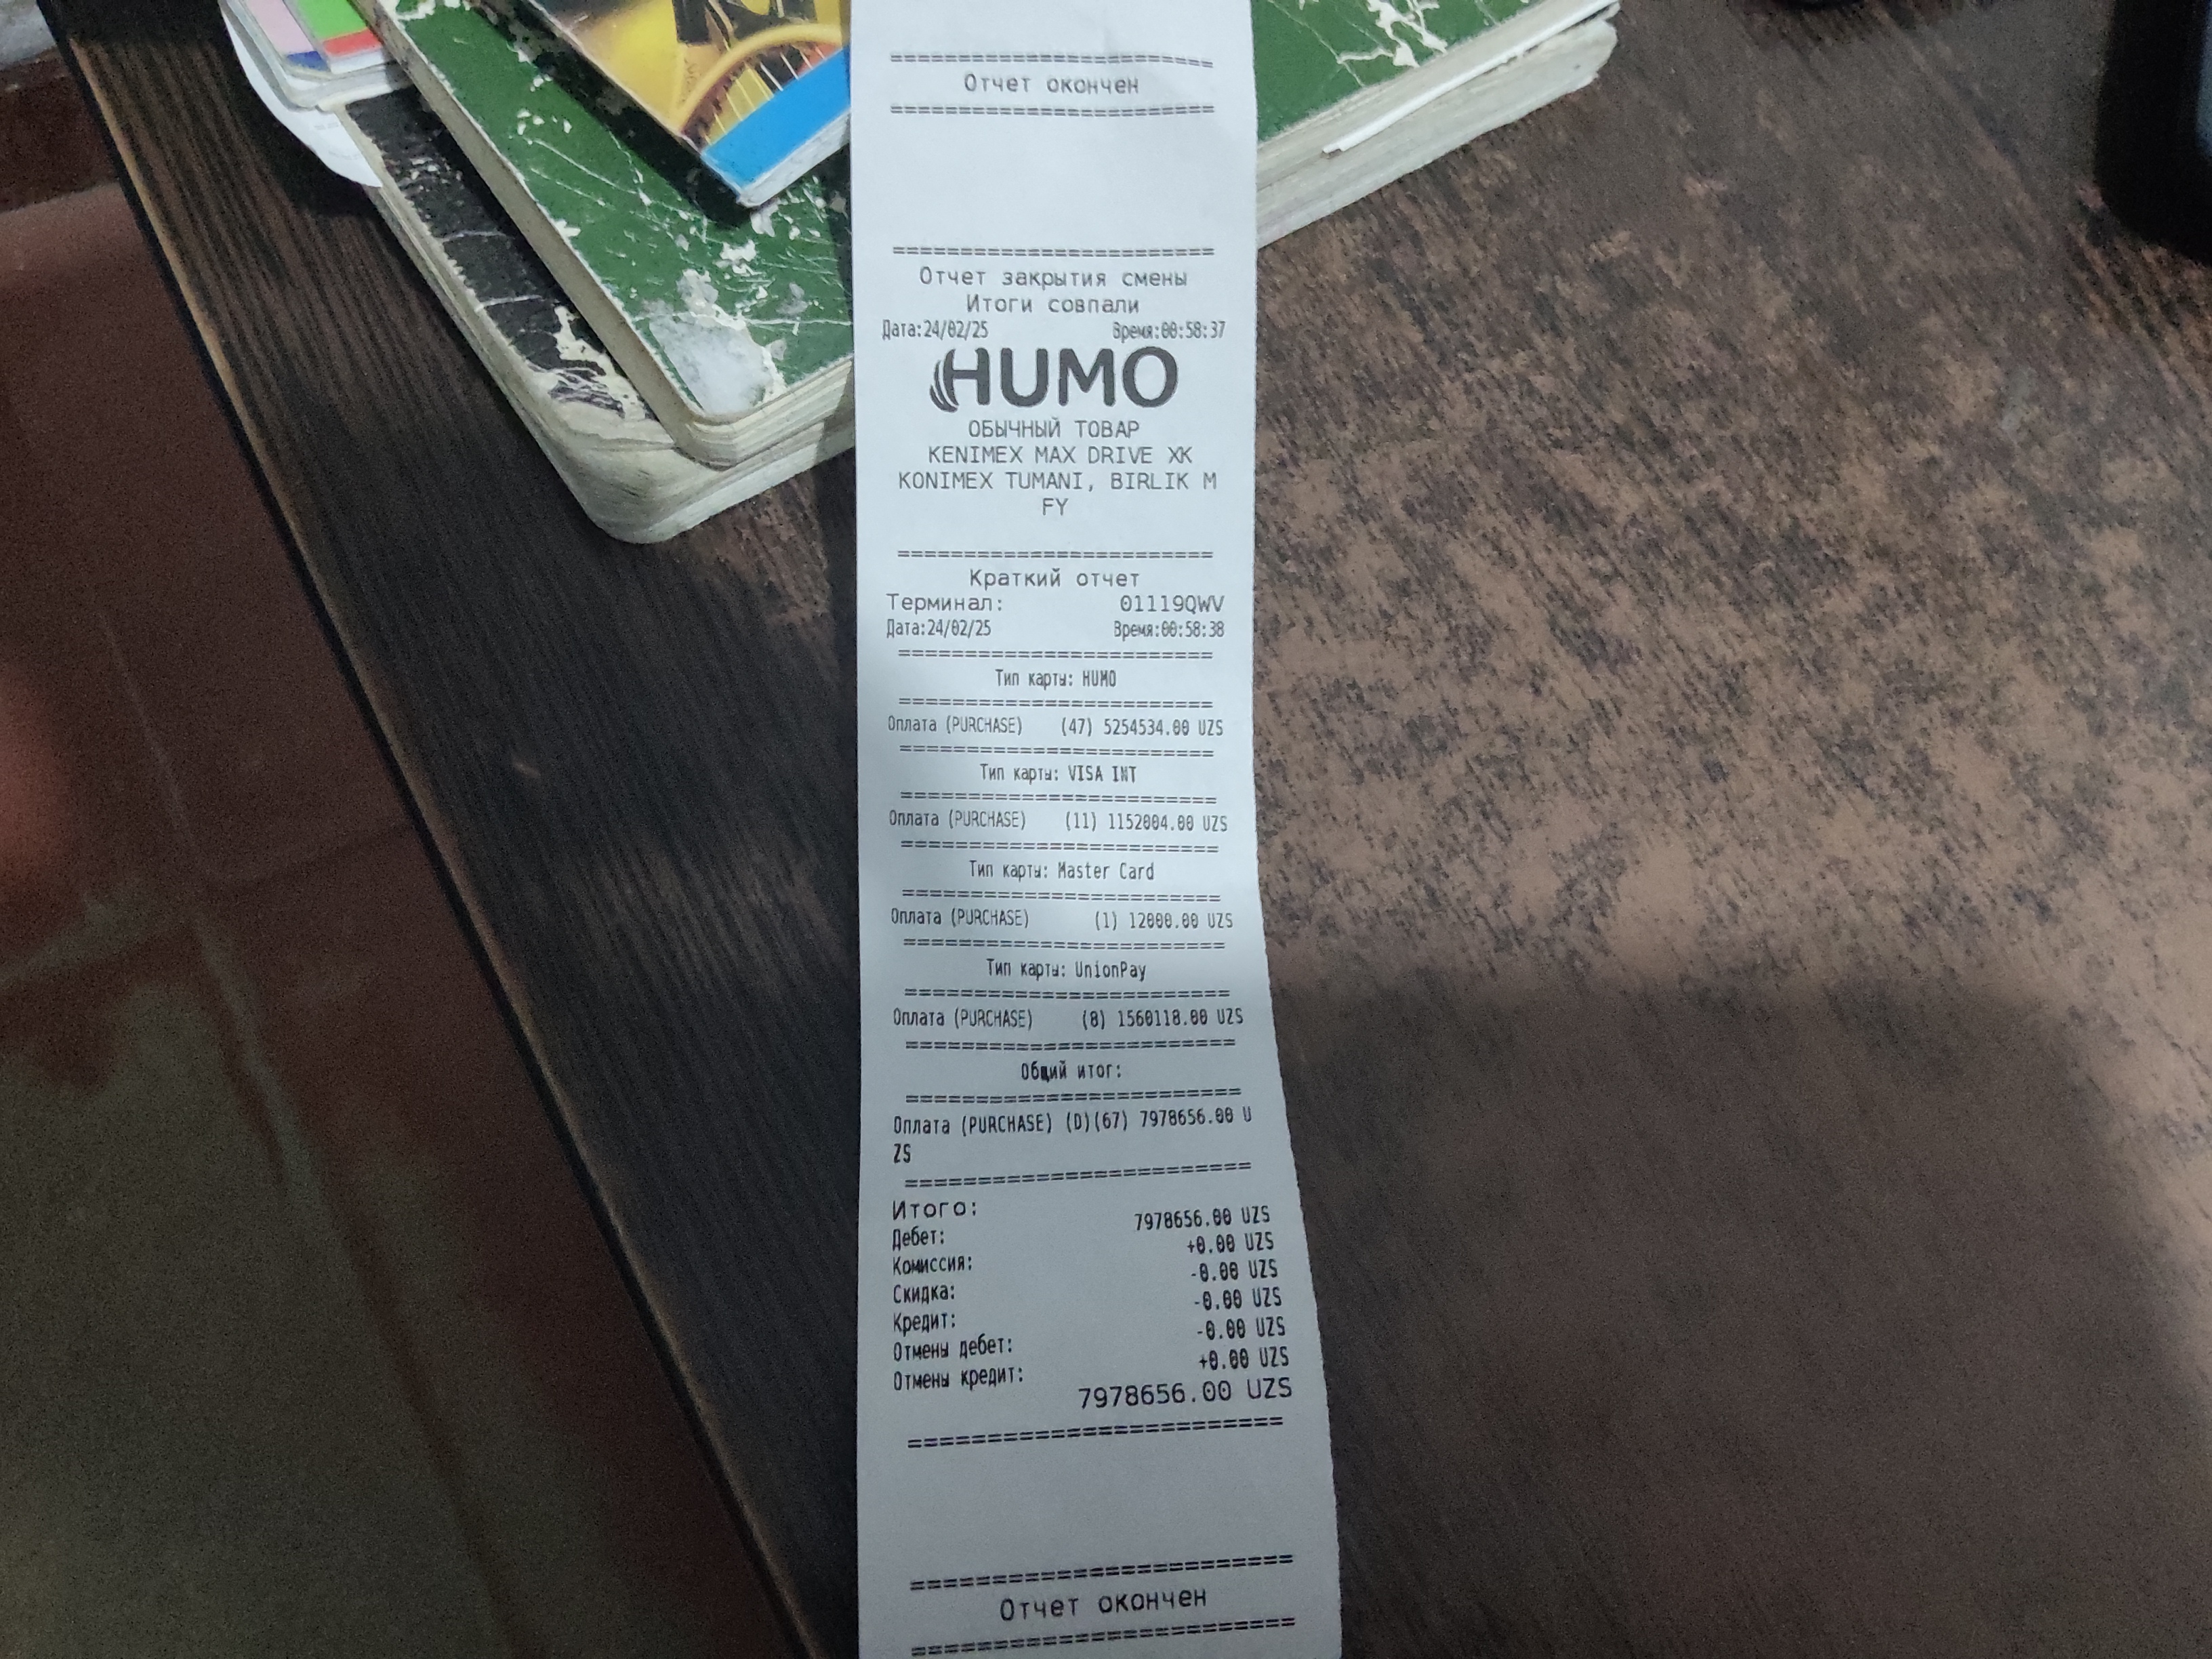 ========================
Отчет окончен
========================
========================
Отчет закрытия смены
Итоги совпали
Дата:24/02/25 Время:00:58:37
HUMO
ОБЫЧНЫЙ ТОВАР
KENIMEX MAX DRIVE XK
KONIMEX TUMANI, BIRLIK M
FY
========================
Краткий отчет
Терминал: 01119QWV
Дата:24/02/25 Время:00:58:38
========================
Тип карты: HUMO
========================
Оплата (PURCHASE) (47) 5254534.00 UZS
========================
Тип карты: VISA INT
========================
Оплата (PURCHASE) (11) 1152004.00 UZS
========================
Тип карты: Master Card
========================
Оплата (PURCHASE) (1) 12000.00 UZS
========================
Тип карты: UnionPay
========================
Оплата (PURCHASE) (8) 1560118.00 UZS
========================
Общий итог:
========================
Оплата (PURCHASE) (D)(67) 7978656.00 U
ZS
========================
Итого:
Дебет: 7978656.00 UZS
Комиссия: +0.00 UZS
Скидка: -0.00 UZS
Кредит: -0.00 UZS
Отмены дебет: -0.00 UZS
Отмены кредит: +0.00 UZS
7978656.00 UZS
========================
========================
Отчет окончен
========================